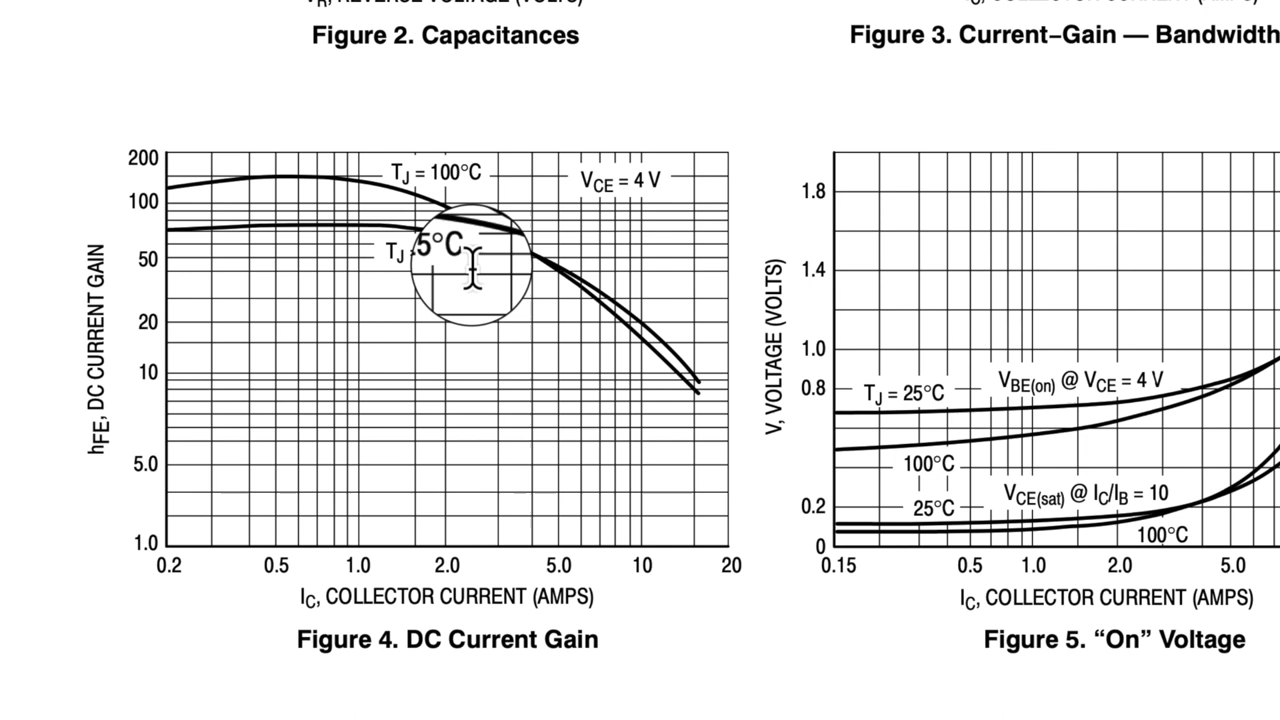 Figure 2. Capacitances
Figure 3. Current–Gain — Bandwidth
200
100
50
20
10
5.0
1.0
hFE, DC CURRENT GAIN
TJ = 100°C
VCE = 4 V
TJ
5°C
0.2
0.5
1.0
2.0
5.0
10
20
IC, COLLECTOR CURRENT (AMPS)
Figure 4. DC Current Gain
1.8
1.4
1.0
0.8
0.2
0
V, VOLTAGE (VOLTS)
TJ = 25°C
VBE(on) @ VCE = 4 V
100°C
VCE(sat) @ IC/IB = 10
25°C
100°C
0.15
0.5
1.0
2.0
5.0
IC, COLLECTOR CURRENT (AMPS)
Figure 5. “On” Voltage